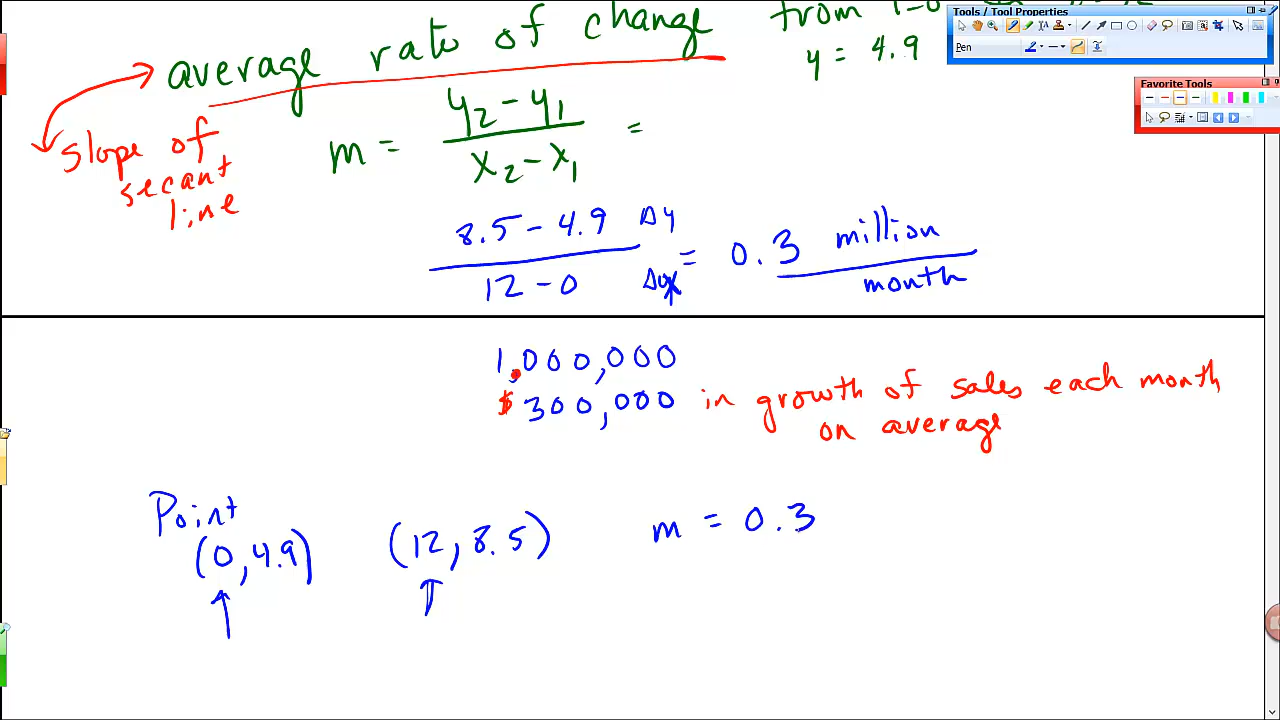 Tools / Tool Properties
Pen
Favorite Tools
average rate of change from
y = 4.9
slope of
secant
line
m = y₂ - y₁ / x₂ - x₁ =
8.5 - 4.9 Δy
12 - 0 Δx
= 0.3 million / month
1,000,000
$300,000 in growth of sales each month
on average
Point
(0,4.9) (12,8.5) m = 0.3